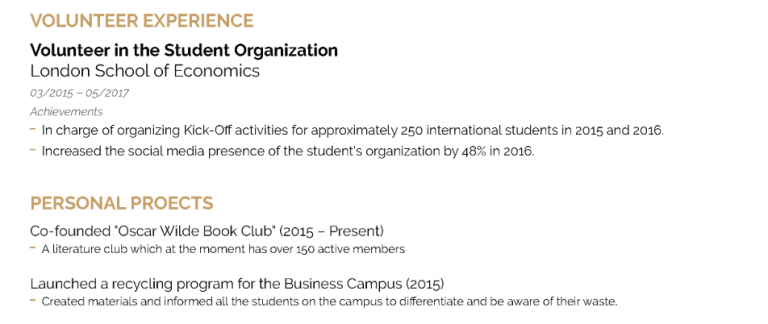 VOLUNTEER EXPERIENCE
Volunteer in the Student Organization
London School of Economics
03/2015 – 05/2017
Achievements
– In charge of organizing Kick-Off activities for approximately 250 international students in 2015 and 2016.
– Increased the social media presence of the student's organization by 48% in 2016.
PERSONAL PROECTS
Co-founded "Oscar Wilde Book Club" (2015 – Present)
– A literature club which at the moment has over 150 active members
Launched a recycling program for the Business Campus (2015)
– Created materials and informed all the students on the campus to differentiate and be aware of their waste.